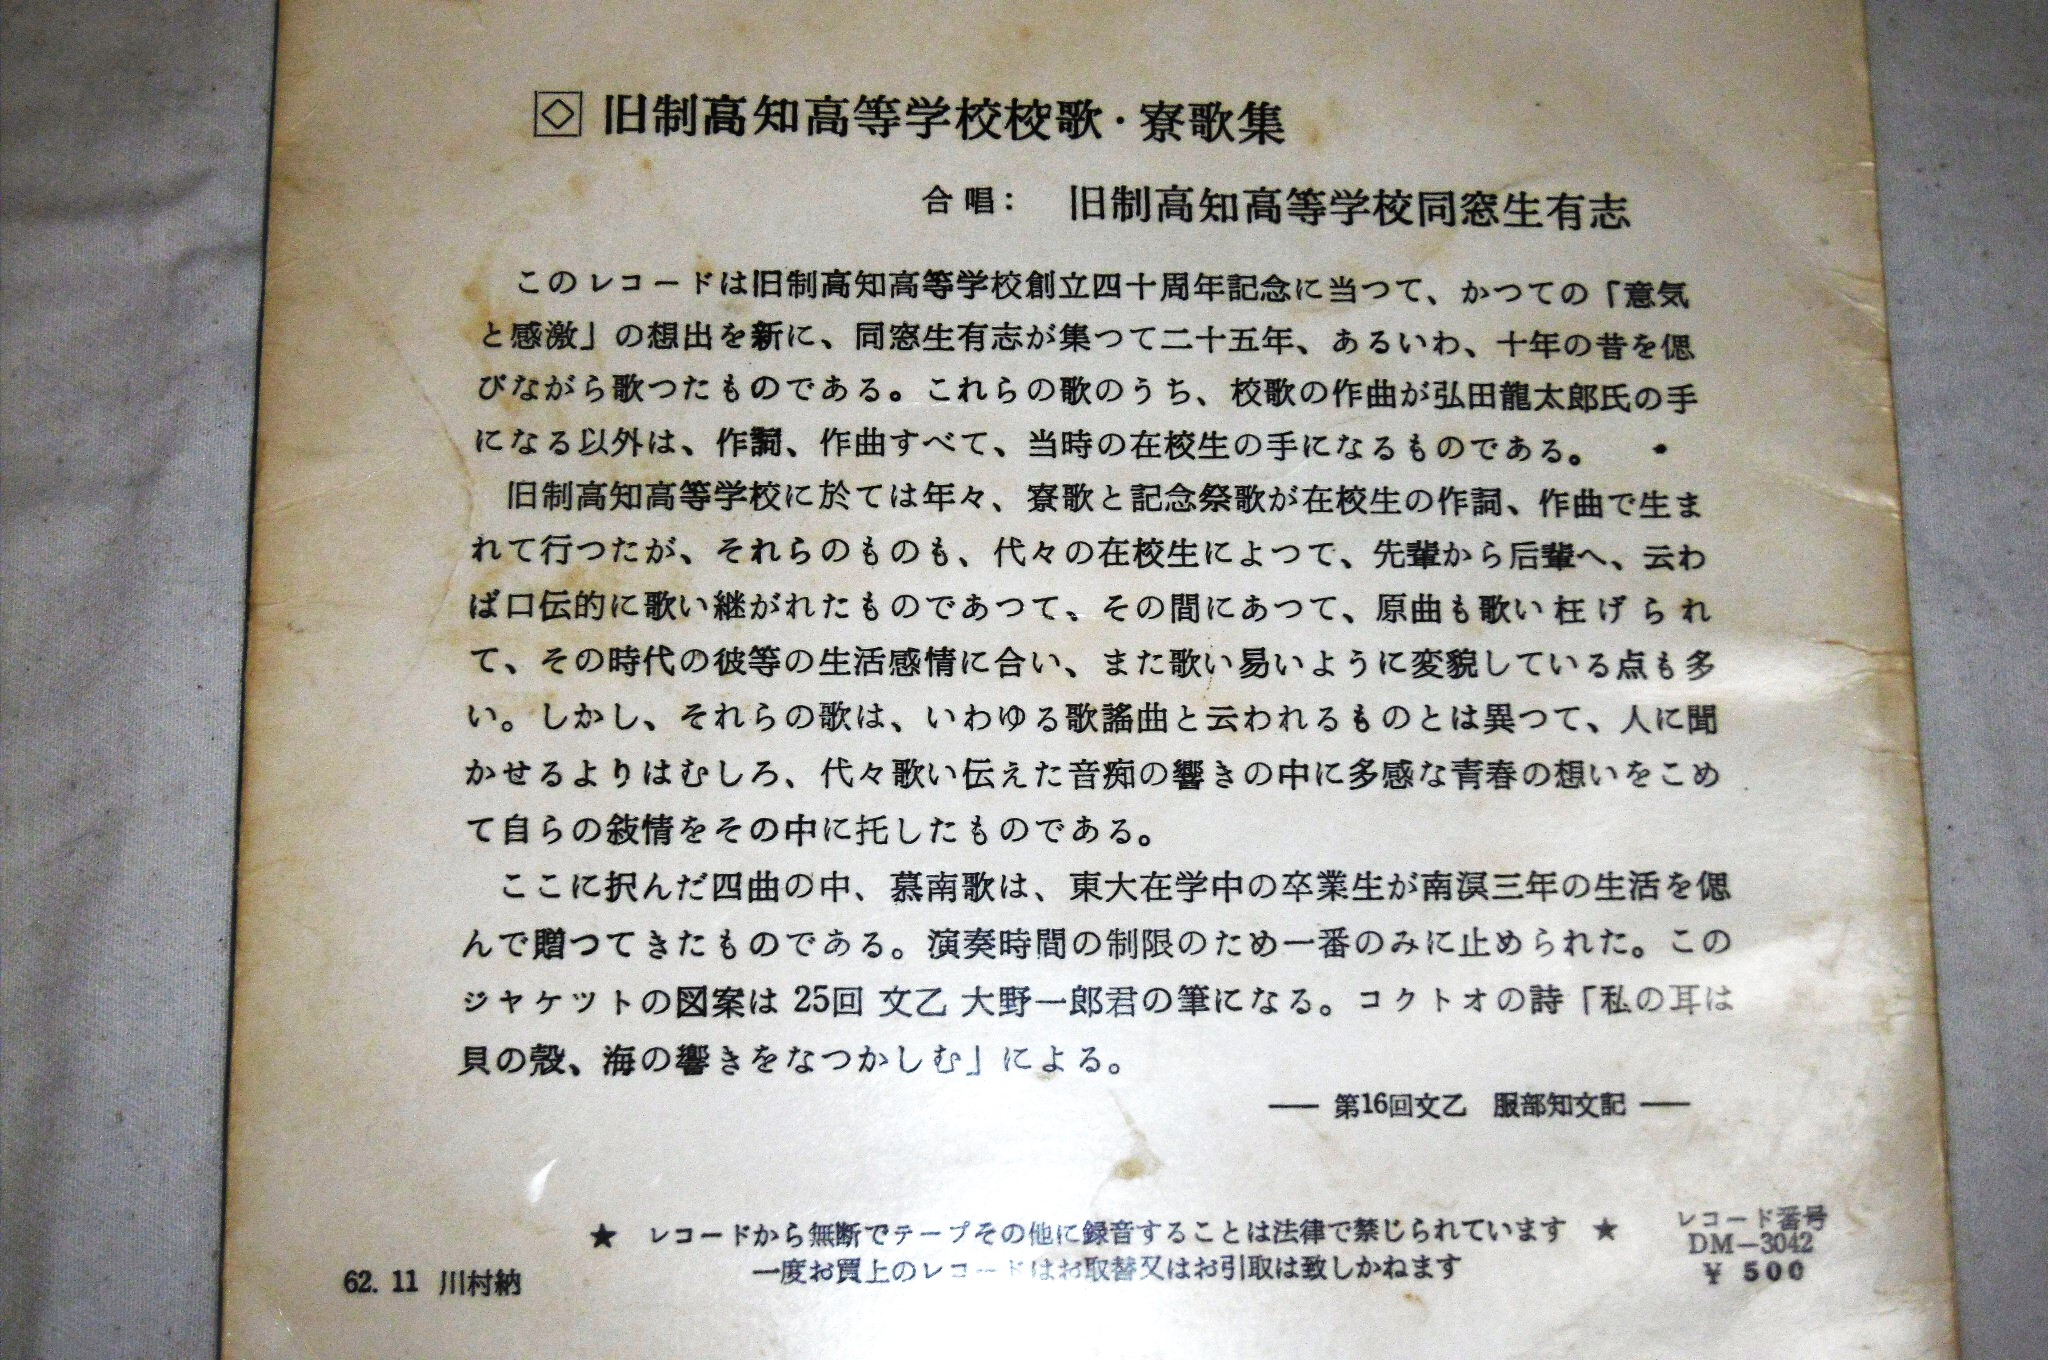 旧制高知高等学校校歌・寮歌集
合唱： 旧制高知高等学校同窓生有志
このレコードは旧制高知高等学校創立四十周年記念に当つて、かつての「意気
と感激」の想出を新に、同窓生有志が集つて二十五年、あるいわ、十年の昔を偲
びながら歌つたものである。これらの歌のうち、校歌の作曲が弘田龍太郎氏の手
になる以外は、作詞、作曲すべて、当時の在校生の手になるものである。
旧制高知高等学校に於ては年々、寮歌と記念祭歌が在校生の作詞、作曲で生ま
れて行つたが、それらのものも、代々の在校生によつて、先輩から后輩へ、云わ
ば口伝的に歌い継がれたものであつて、その間にあつて、原曲も歌い枉げられ
て、その時代の彼等の生活感情に合い、また歌い易いように変貌している点も多
い。しかし、それらの歌は、いわゆる歌謡曲と云われるものとは異つて、人に聞
かせるよりはむしろ、代々歌い伝えた音痴の響きの中に多感な青春の想いをこめ
て自らの敍情をその中に托したものである。
ここに択んだ四曲の中、慕南歌は、東大在学中の卒業生が南溟三年の生活を偲
んで贈つてきたものである。演奏時間の制限のため一番のみに止められた。この
ジヤケツトの図案は 25回 文乙 大野一郎君の筆になる。コクトオの詩「私の耳は
貝の殻、海の響きをなつかしむ」による。
── 第16回文乙 服部知文記 ──
★ レコードから無断でテープその他に録音することは法律で禁じられています ★
一度お買上のレコードはお取替又はお引取は致しかねます
レコード番号
DM－3042
￥500
62. 11 川村納